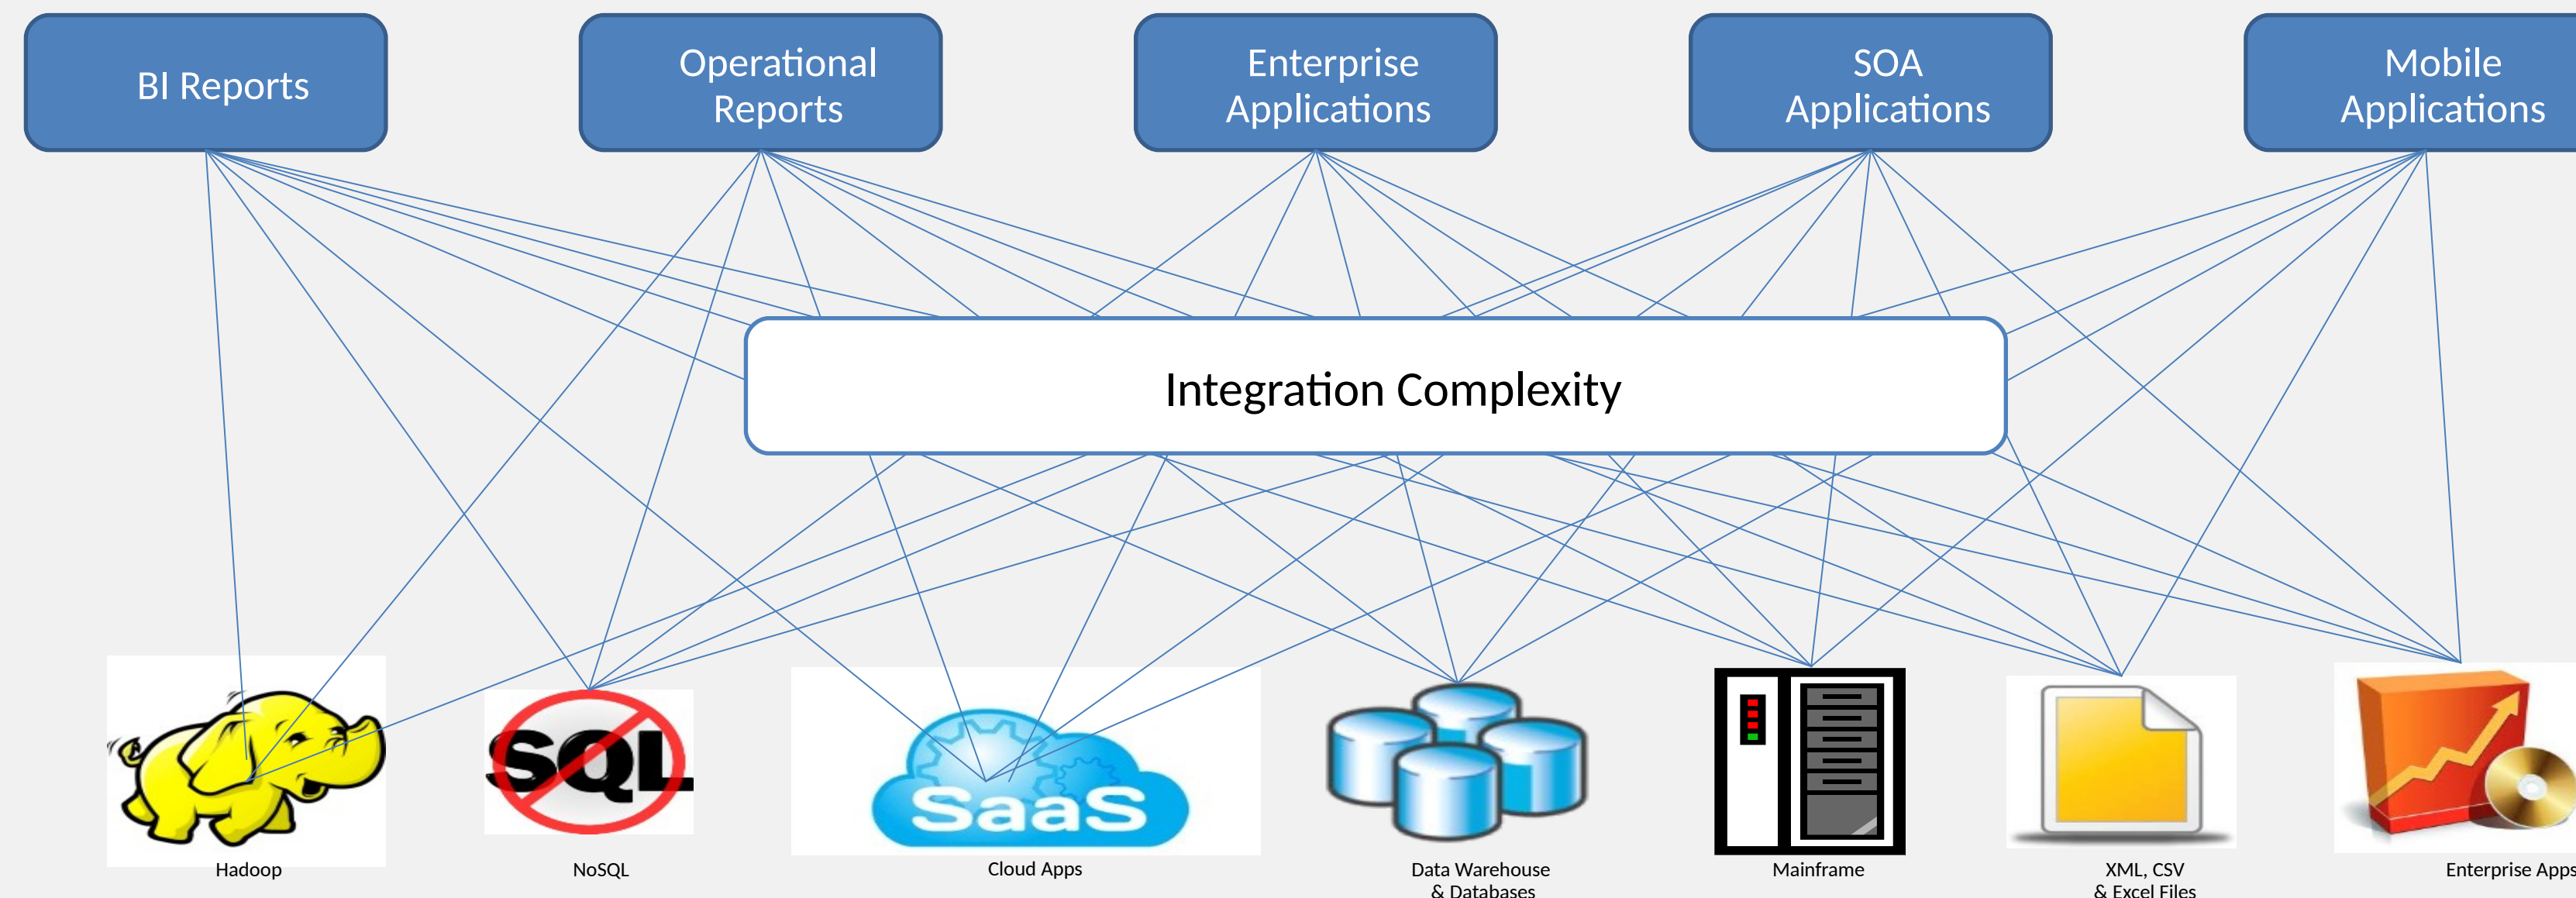 BI Reports
Operational
Reports
Enterprise
Applications
SOA
Applications
Mobile
Applications
Integration Complexity
SQL
SaaS
Hadoop
NoSQL
Cloud Apps
Data Warehouse
& Databases
Mainframe
XML, CSV
& Excel Files
Enterprise Apps